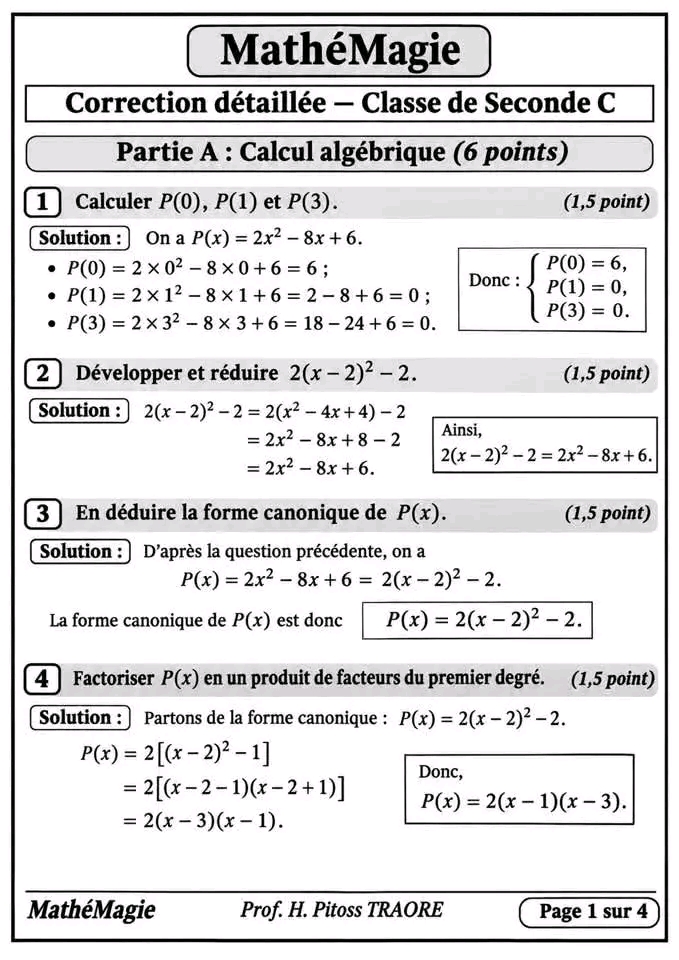 MathéMagie
Correction détaillée – Classe de Seconde C
Partie A : Calcul algébrique (6 points)
1 Calculer P(0), P(1) et P(3). (1,5 point)
Solution : On a P(x) = 2x² − 8x + 6.
• P(0) = 2 × 0² − 8 × 0 + 6 = 6 ;
• P(1) = 2 × 1² − 8 × 1 + 6 = 2 − 8 + 6 = 0 ;
• P(3) = 2 × 3² − 8 × 3 + 6 = 18 − 24 + 6 = 0.
Donc : { P(0) = 6,
P(1) = 0,
P(3) = 0.
2 Développer et réduire 2(x − 2)² − 2. (1,5 point)
Solution : 2(x − 2)² − 2 = 2(x² − 4x + 4) − 2
= 2x² − 8x + 8 − 2
= 2x² − 8x + 6.
Ainsi,
2(x − 2)² − 2 = 2x² − 8x + 6.
3 En déduire la forme canonique de P(x). (1,5 point)
Solution : D'après la question précédente, on a
P(x) = 2x² − 8x + 6 = 2(x − 2)² − 2.
La forme canonique de P(x) est donc P(x) = 2(x − 2)² − 2.
4 Factoriser P(x) en un produit de facteurs du premier degré. (1,5 point)
Solution : Partons de la forme canonique : P(x) = 2(x − 2)² − 2.
P(x) = 2[(x − 2)² − 1]
= 2[(x − 2 − 1)(x − 2 + 1)]
= 2(x − 3)(x − 1).
Donc,
P(x) = 2(x − 1)(x − 3).
MathéMagie Prof. H. Pitoss TRAORE Page 1 sur 4